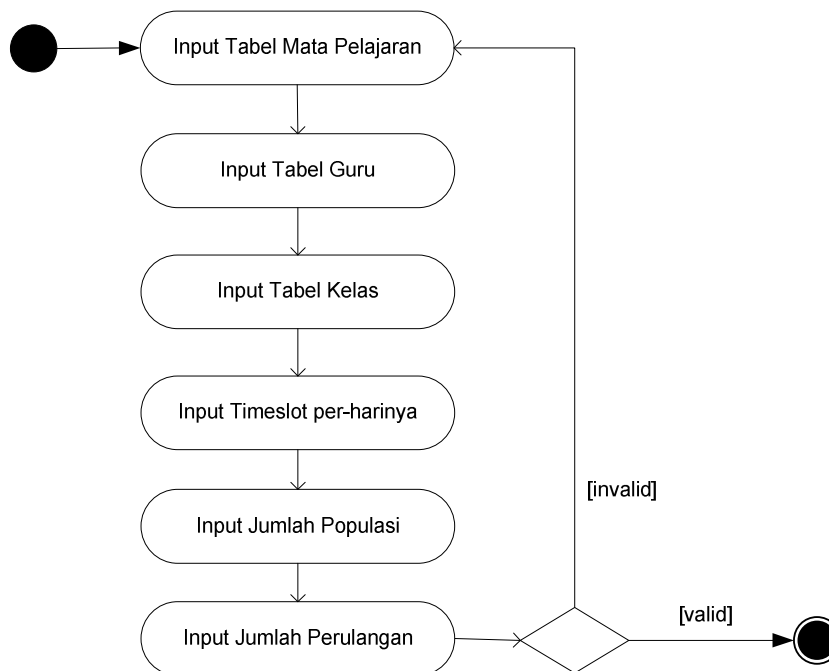 Input Tabel Mata Pelajaran
Input Tabel Guru
Input Tabel Kelas
Input Timeslot per-harinya
[invalid]
Input Jumlah Populasi
[valid]
Input Jumlah Perulangan